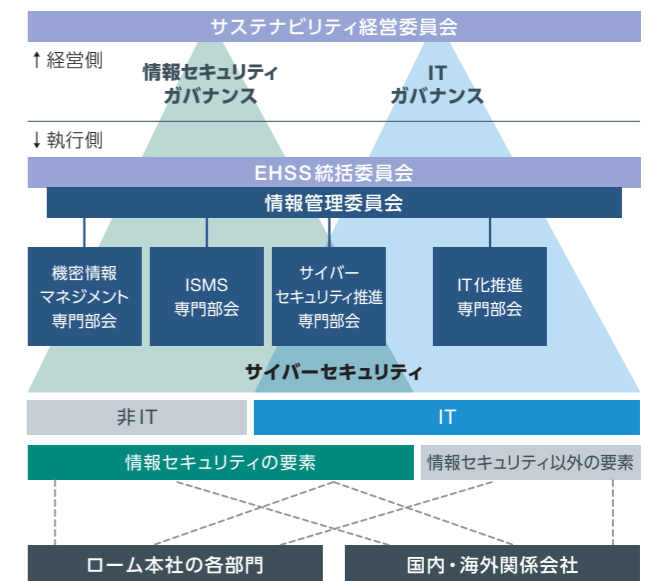 サステナビリティ経営委員会
↑経営側
情報セキュリティ
ガバナンス
IT
ガバナンス
↓執行側
EHSS統括委員会
情報管理委員会
機密情報
マネジメント
専門部会
ISMS
専門部会
サイバー
セキュリティ推進
専門部会
IT化推進
専門部会
サイバーセキュリティ
非IT
IT
情報セキュリティの要素
情報セキュリティ以外の要素
ローム本社の各部門
国内・海外関係会社